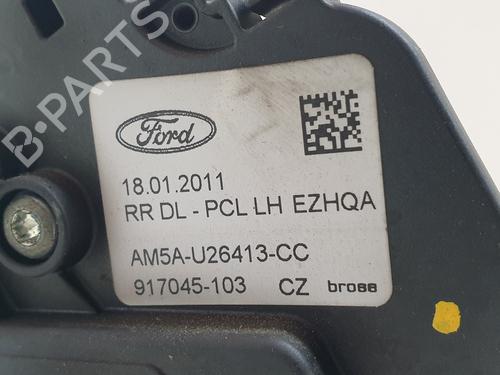 B-PARTS
Ford
18.01.2011
RR DL - PCL LH EZHQA
AM5A-U26413-CC
917045-103 CZ brose